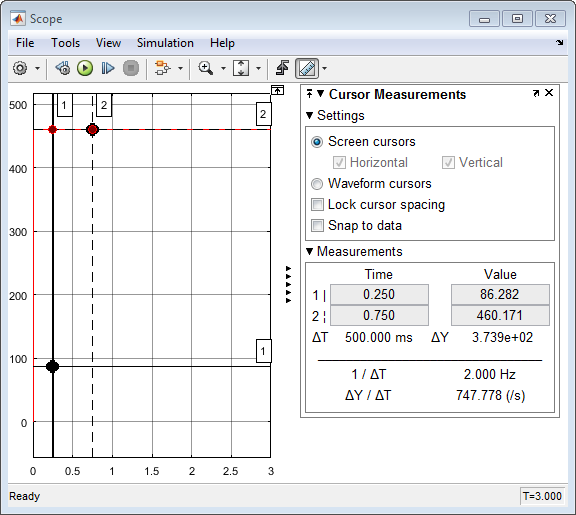 Scope
File Tools View Simulation Help
1 2
500
2
400
300
200
100
1
0
0 0.5 1 1.5 2 2.5 3
Cursor Measurements
Settings
Screen cursors
Horizontal Vertical
Waveform cursors
Lock cursor spacing
Snap to data
Measurements
Time Value
1 | 0.250 86.282
2 ¦ 0.750 460.171
ΔT 500.000 ms ΔY 3.739e+02
1 / ΔT 2.000 Hz
ΔY / ΔT 747.778 (/s)
Ready T=3.000